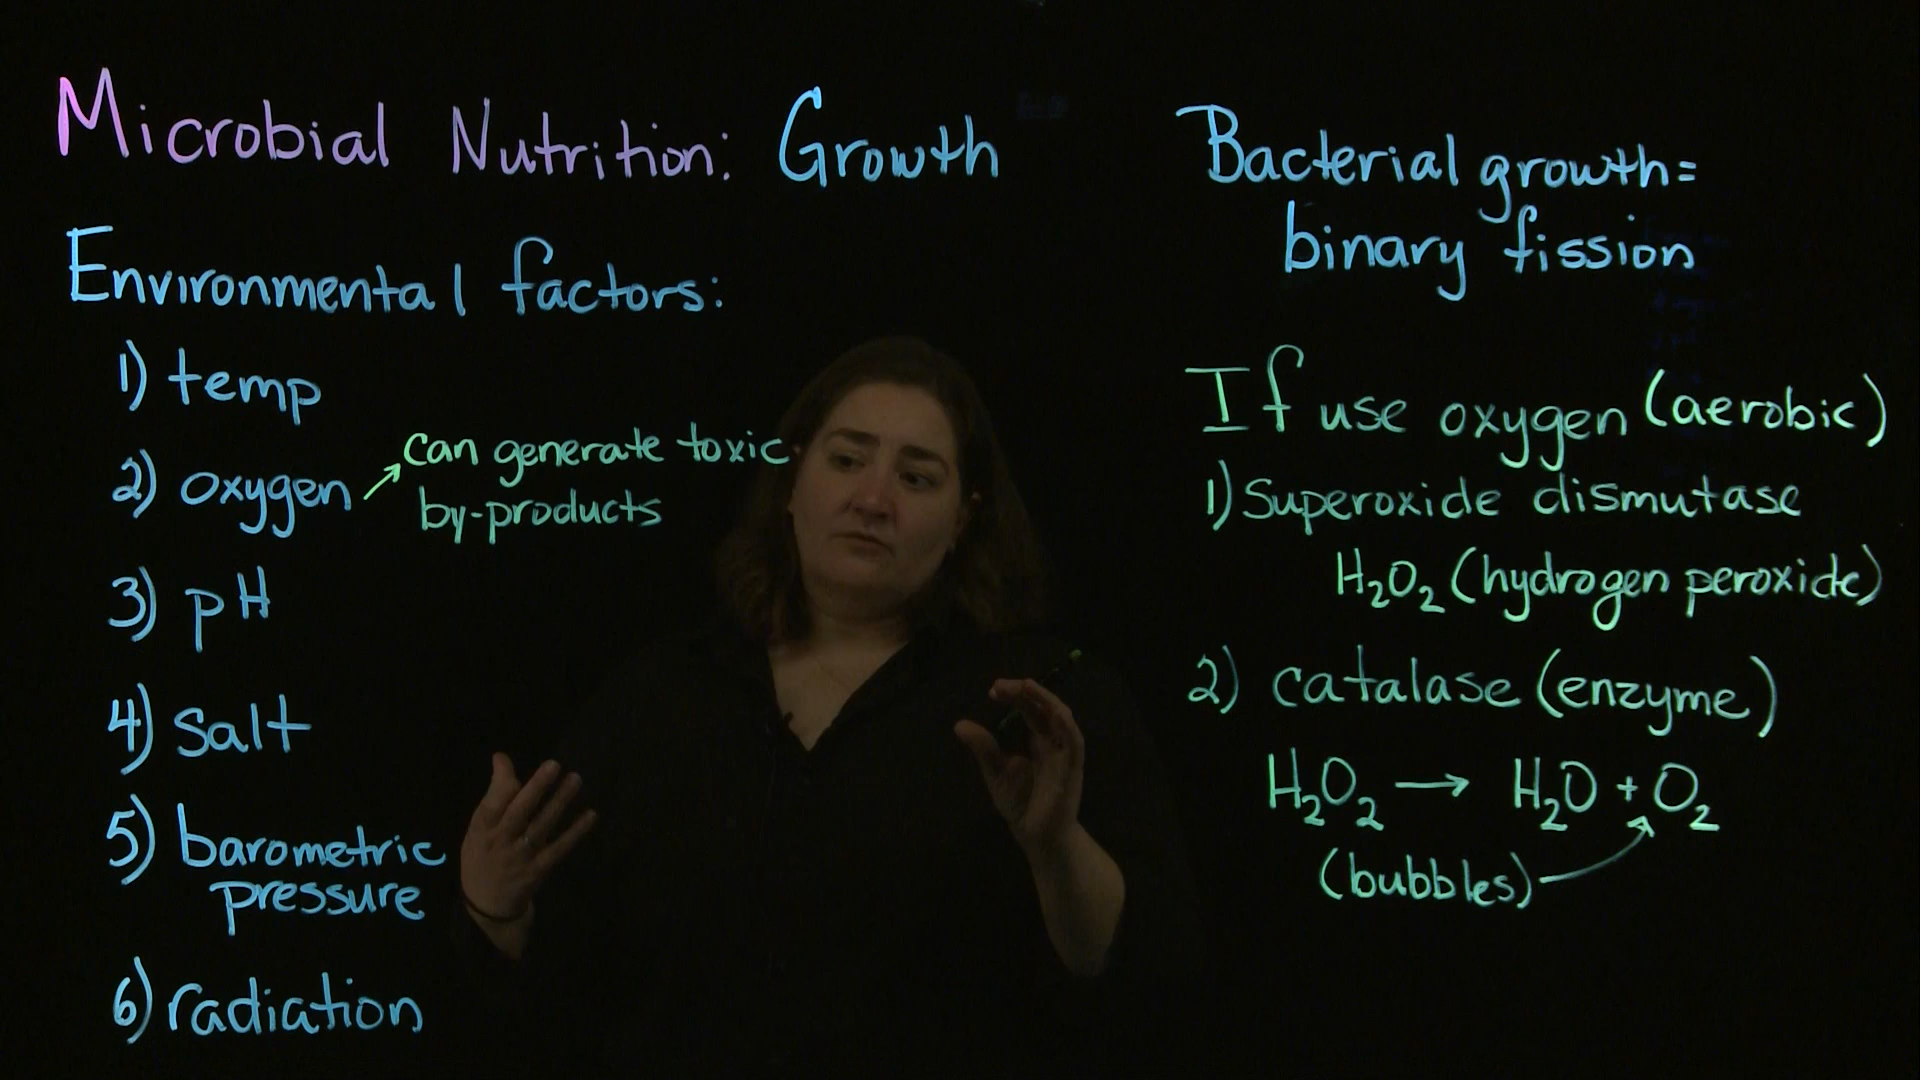 Microbial Nutrition: Growth
Environmental factors:
1) temp
2) oxygen
can generate toxic
by-products
3) pH
4) salt
5) barometric
pressure
6) radiation
Bacterial growth =
binary fission
If use oxygen (aerobic)
1) Superoxide dismutase
H₂O₂ (hydrogen peroxide)
2) catalase (enzyme)
H₂O₂ → H₂O + O₂
(bubbles)